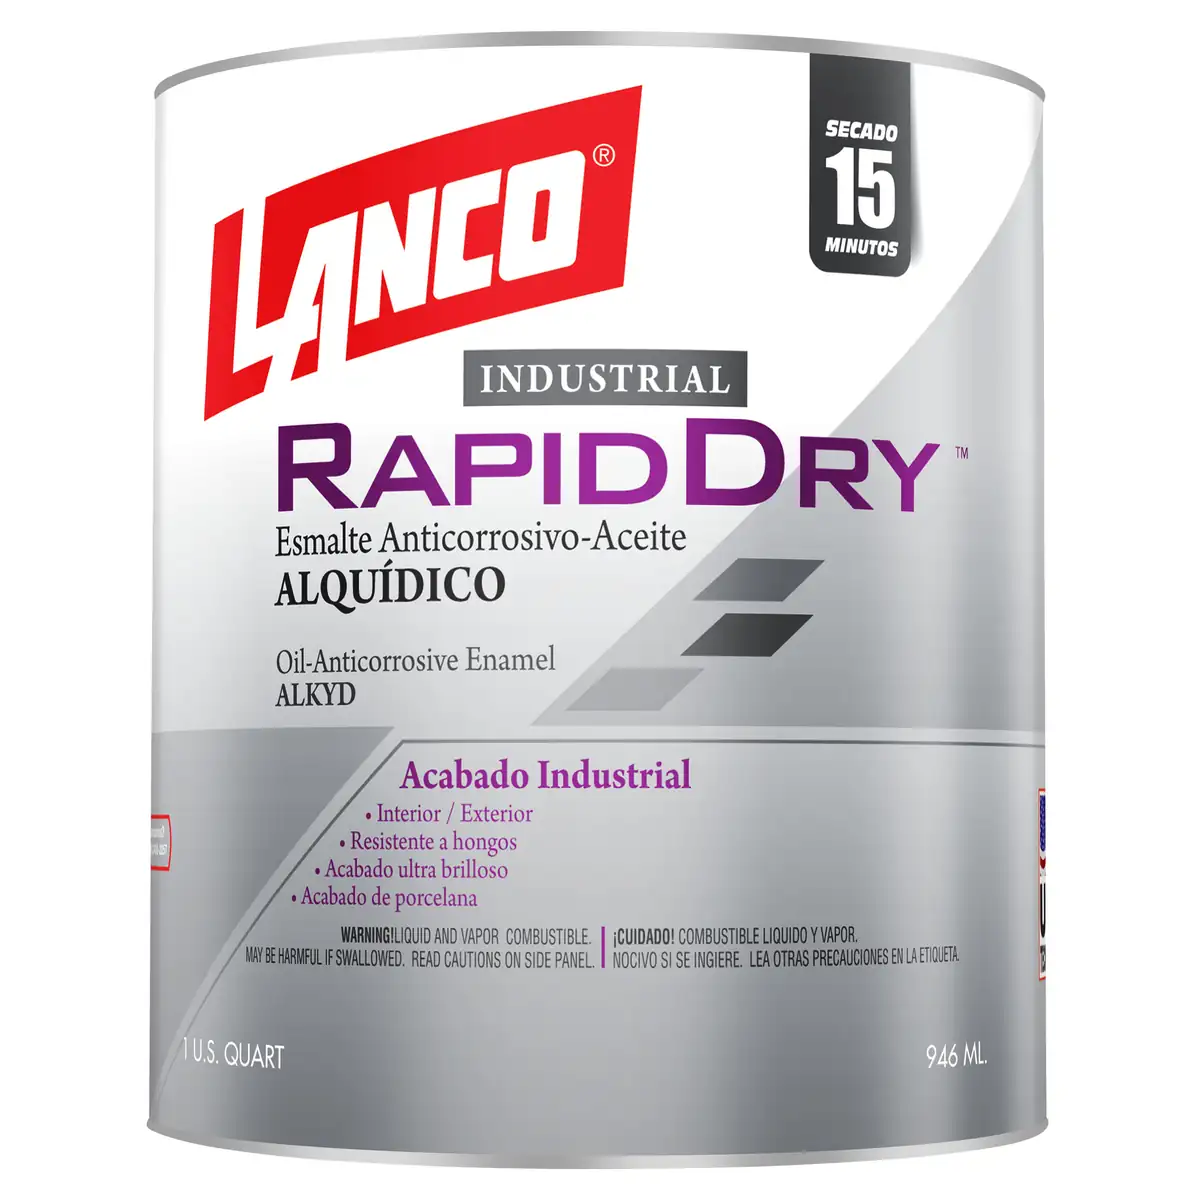 LANCO®
SECADO
15
MINUTOS
INDUSTRIAL
RAPIDDRY™
Esmalte Anticorrosivo-Aceite
ALQUÍDICO
Oil-Anticorrosive Enamel
ALKYD
Acabado Industrial
• Interior / Exterior
• Resistente a hongos
• Acabado ultra brilloso
• Acabado de porcelana
WARNING!LIQUID AND VAPOR COMBUSTIBLE.
MAY BE HARMFUL IF SWALLOWED. READ CAUTIONS ON SIDE PANEL.
¡CUIDADO! COMBUSTIBLE LIQUIDO Y VAPOR.
NOCIVO SI SE INGIERE. LEA OTRAS PRECAUCIONES EN LA ETIQUETA.
1 U.S. QUART
946 ML.